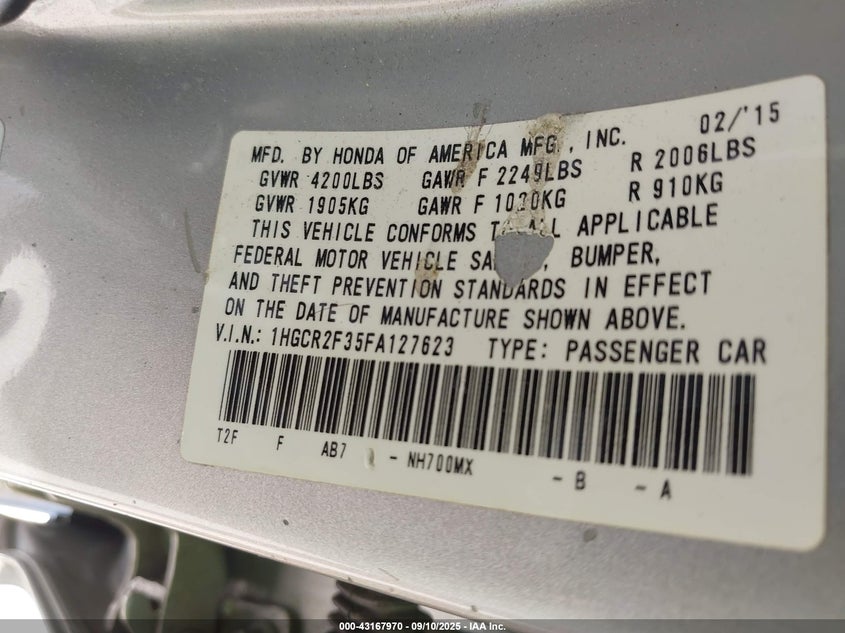 MFD. BY HONDA OF AMERICA MFG., INC. 02/'15
GVWR 4200LBS GAWR F 2249LBS R 2006LBS
GVWR 1905KG GAWR F 1020KG R 910KG
THIS VEHICLE CONFORMS ALL APPLICABLE
FEDERAL MOTOR VEHICLE BUMPER,
AND THEFT PREVENTION STANDARDS IN EFFECT
ON THE DATE OF MANUFACTURE SHOWN ABOVE.
V.I.N.: 1HGCR2F35FA127623 TYPE: PASSENGER CAR
T2F F AB7 - NH700MX - B - A
000-43167970 - 09/10/2025 - IAA Inc.